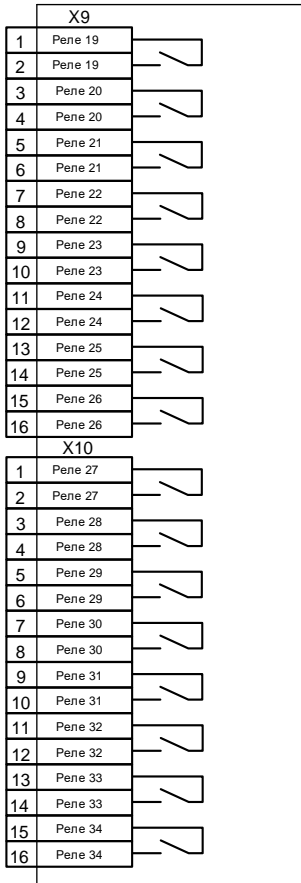 X9
1 Реле 19
2 Реле 19
3 Реле 20
4 Реле 20
5 Реле 21
6 Реле 21
7 Реле 22
8 Реле 22
9 Реле 23
10 Реле 23
11 Реле 24
12 Реле 24
13 Реле 25
14 Реле 25
15 Реле 26
16 Реле 26
X10
1 Реле 27
2 Реле 27
3 Реле 28
4 Реле 28
5 Реле 29
6 Реле 29
7 Реле 30
8 Реле 30
9 Реле 31
10 Реле 31
11 Реле 32
12 Реле 32
13 Реле 33
14 Реле 33
15 Реле 34
16 Реле 34